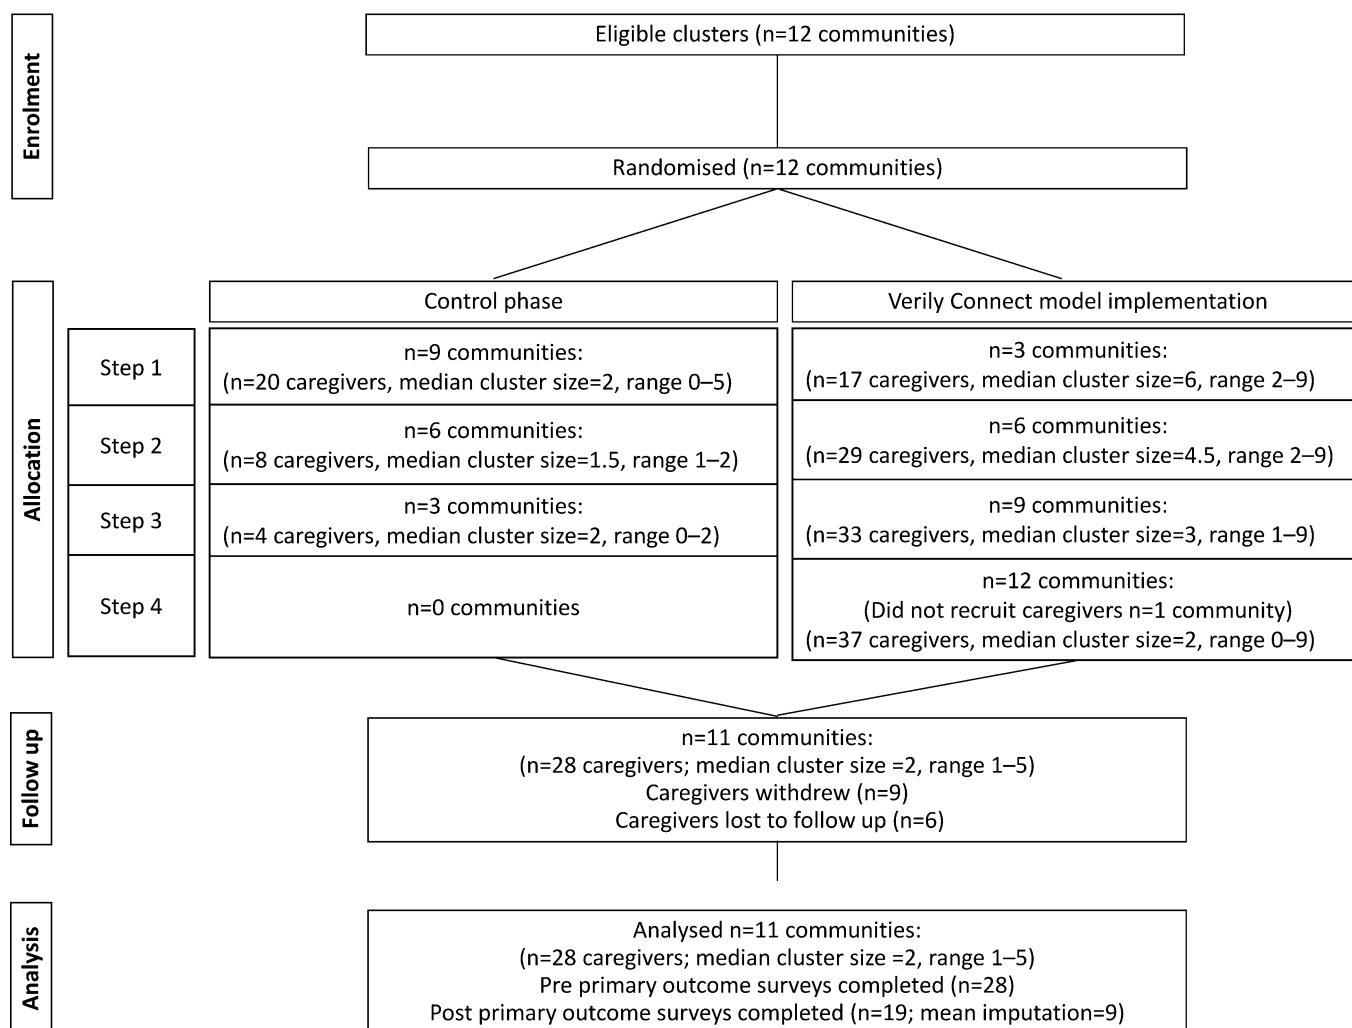 Enrolment
Eligible clusters (n=12 communities)
Randomised (n=12 communities)
Allocation
Control phase
Verily Connect model implementation
Step 1
n=9 communities:
(n=20 caregivers, median cluster size=2, range 0–5)
n=3 communities:
(n=17 caregivers, median cluster size=6, range 2–9)
Step 2
n=6 communities:
(n=8 caregivers, median cluster size=1.5, range 1–2)
n=6 communities:
(n=29 caregivers, median cluster size=4.5, range 2–9)
Step 3
n=3 communities:
(n=4 caregivers, median cluster size=2, range 0–2)
n=9 communities:
(n=33 caregivers, median cluster size=3, range 1–9)
Step 4
n=0 communities
n=12 communities:
(Did not recruit caregivers n=1 community)
(n=37 caregivers, median cluster size=2, range 0–9)
Follow up
n=11 communities:
(n=28 caregivers; median cluster size =2, range 1–5)
Caregivers withdrew (n=9)
Caregivers lost to follow up (n=6)
Analysis
Analysed n=11 communities:
(n=28 caregivers; median cluster size =2, range 1–5)
Pre primary outcome surveys completed (n=28)
Post primary outcome surveys completed (n=19; mean imputation=9)